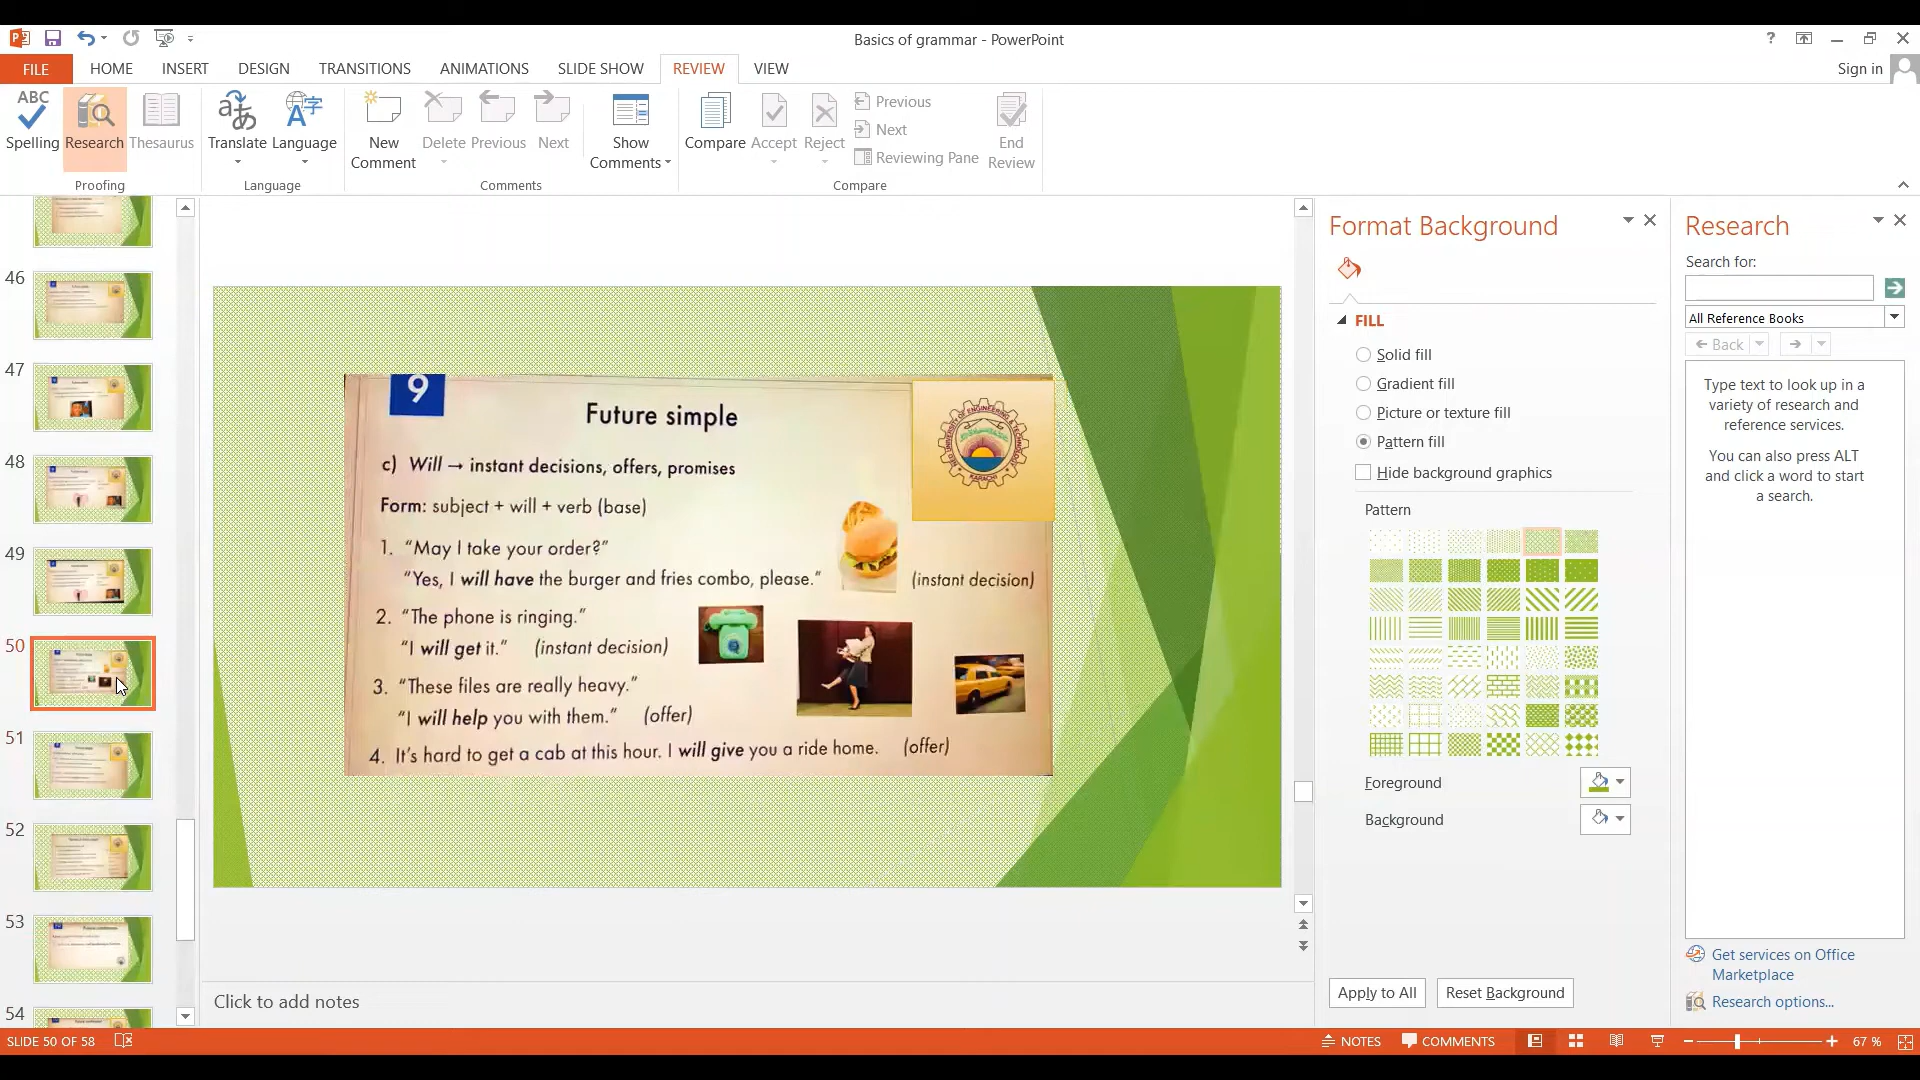 Basics of grammar - PowerPoint
?
FILE HOME INSERT DESIGN TRANSITIONS ANIMATIONS SLIDE SHOW REVIEW VIEW
Sign in
ABC
Spelling Research Thesaurus
Proofing
Translate Language
Language
New Comment Delete Previous Next Show Comments
Comments
Compare Accept Reject
Previous
Next
Reviewing Pane
End Review
Compare
46
47
48
49
50
51
52
53
54
9
Future simple
c) Will → instant decisions, offers, promises
Form: subject + will + verb (base)
1. “May I take your order?”
“Yes, I will have the burger and fries combo, please.” (instant decision)
2. “The phone is ringing.”
“I will get it.” (instant decision)
3. “These files are really heavy.”
“I will help you with them.” (offer)
4. It’s hard to get a cab at this hour. I will give you a ride home. (offer)
NED UNIVERSITY OF ENGINEERING & TECHNOLOGY
KARACHI
Click to add notes
Format Background
FILL
Solid fill
Gradient fill
Picture or texture fill
Pattern fill
Hide background graphics
Pattern
Foreground
Background
Apply to All Reset Background
Research
Search for:
All Reference Books
Back
Type text to look up in a
variety of research and
reference services.
You can also press ALT
and click a word to start
a search.
Get services on Office
Marketplace
Research options...
SLIDE 50 OF 58
NOTES COMMENTS 67 %